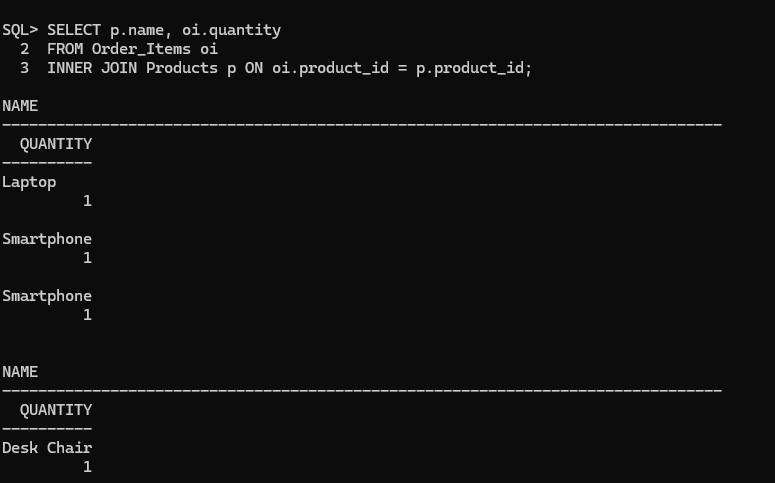 SQL> SELECT p.name, oi.quantity
  2  FROM Order_Items oi
  3  INNER JOIN Products p ON oi.product_id = p.product_id;

NAME
--------------------------------------------------------------------------------
  QUANTITY
----------
Laptop
         1

Smartphone
         1

Smartphone
         1


NAME
--------------------------------------------------------------------------------
  QUANTITY
----------
Desk Chair
         1